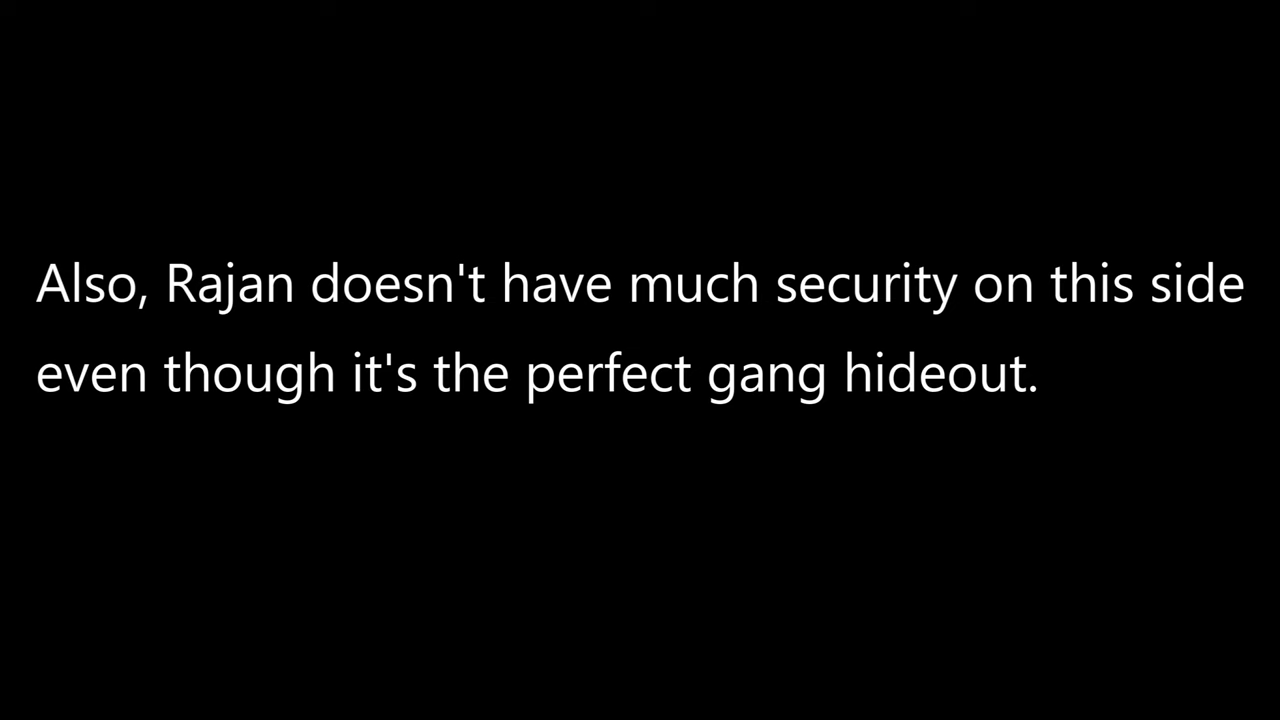 Also, Rajan doesn't have much security on this side
even though it's the perfect gang hideout.